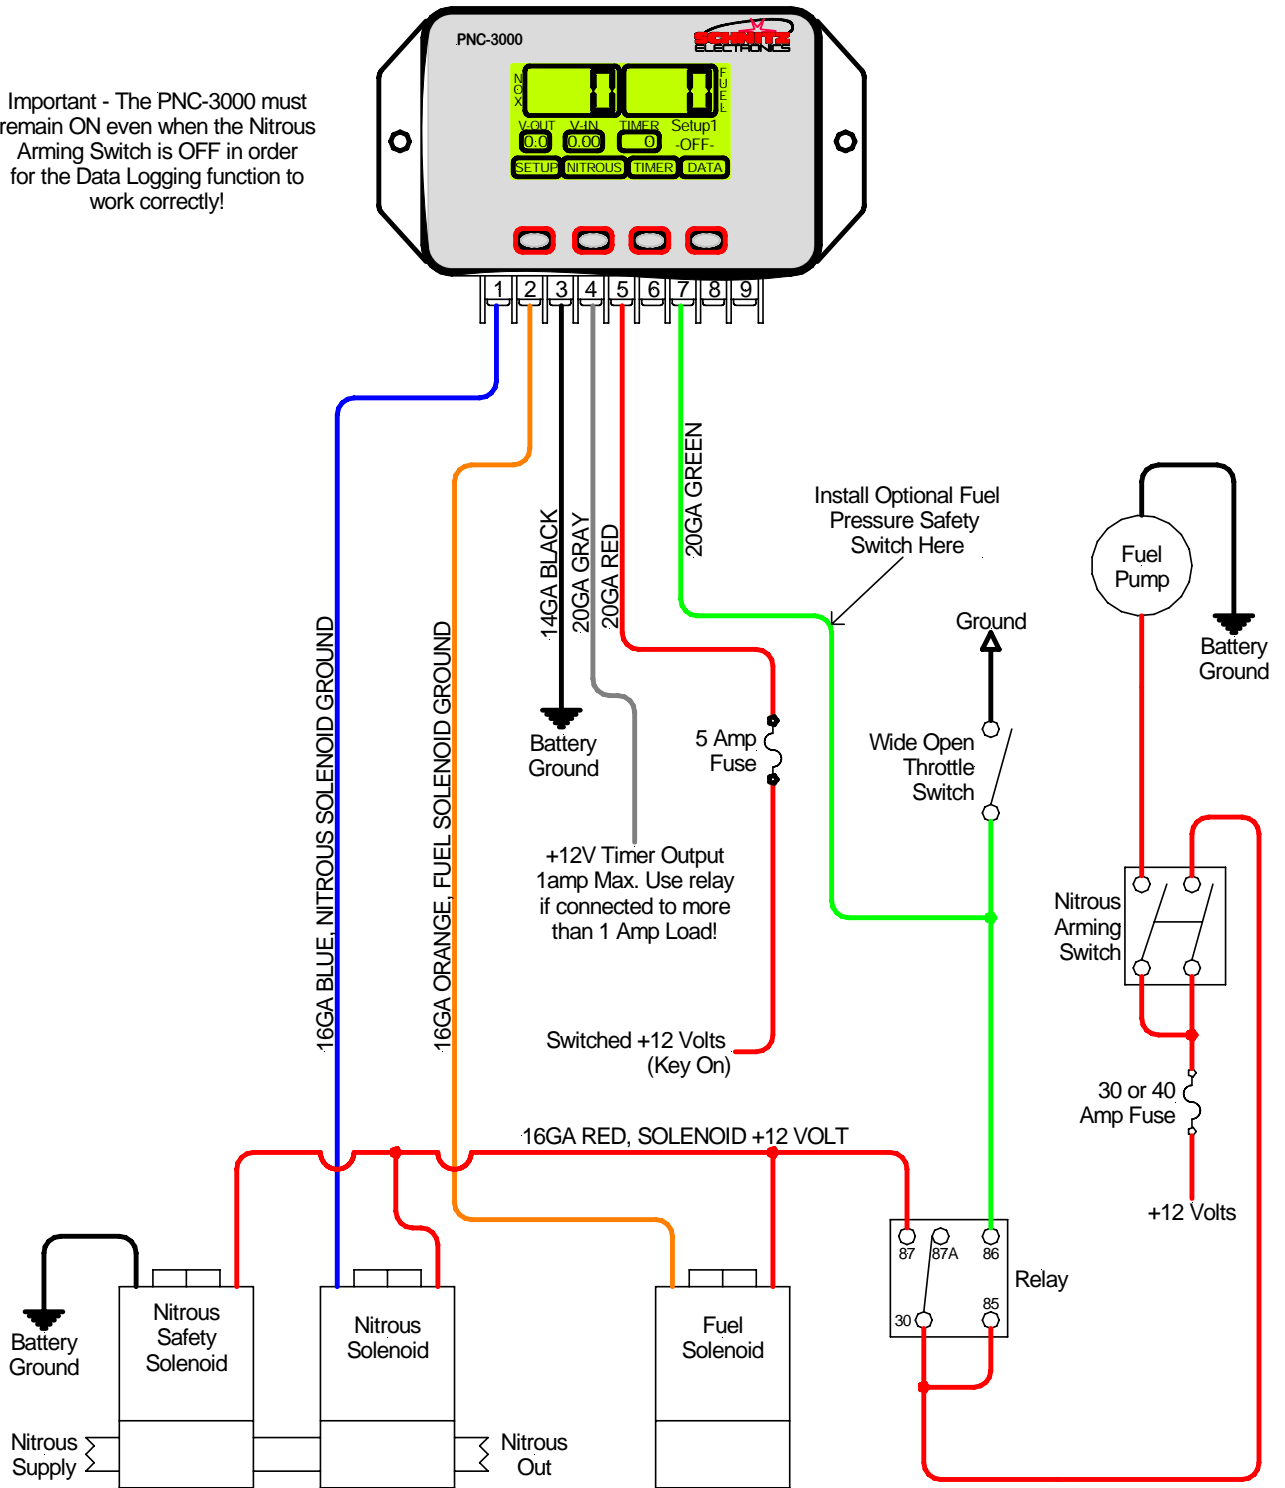 PNC-3000
SCHNITZ
ELECTRONICS
Important - The PNC-3000 must
remain ON even when the Nitrous
Arming Switch is OFF in order
for the Data Logging function to
work correctly!
NOX
0
0
FUEL
V-OUT
V-IN
TIMER
Setup1
0.0
0.00
0
-OFF-
SETUP
NITROUS
TIMER
DATA
1
2
3
4
5
6
7
8
9
16GA BLUE, NITROUS SOLENOID GROUND
16GA ORANGE, FUEL SOLENOID GROUND
14GA BLACK
20GA GRAY
20GA RED
20GA GREEN
Install Optional Fuel
Pressure Safety
Switch Here
Fuel
Pump
Battery
Ground
Ground
Wide Open
Throttle
Switch
Battery
Ground
5 Amp
Fuse
+12V Timer Output
1amp Max. Use relay
if connected to more
than 1 Amp Load!
Nitrous
Arming
Switch
Switched +12 Volts
(Key On)
30 or 40
Amp Fuse
+12 Volts
16GA RED, SOLENOID +12 VOLT
87
87A
86
30
85
Relay
Battery
Ground
Nitrous
Safety
Solenoid
Nitrous
Solenoid
Fuel
Solenoid
Nitrous
Supply
Nitrous
Out